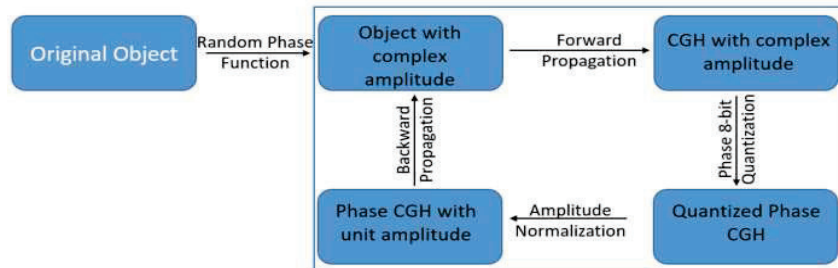 Original Object
Random Phase
Function
Object with
complex
amplitude
Forward
Propagation
CGH with complex
amplitude
Phase 8-bit
Quantization
Quantized Phase
CGH
Amplitude
Normalization
Phase CGH with
unit amplitude
Backward
Propagation